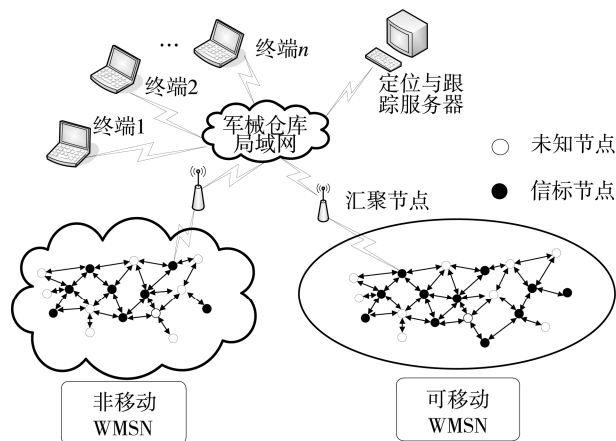 … 终端n
终端2
终端1
定位与跟
踪服务器
军械仓库
局域网
未知节点
信标节点
汇聚节点
非移动
WMSN
可移动
WMSN